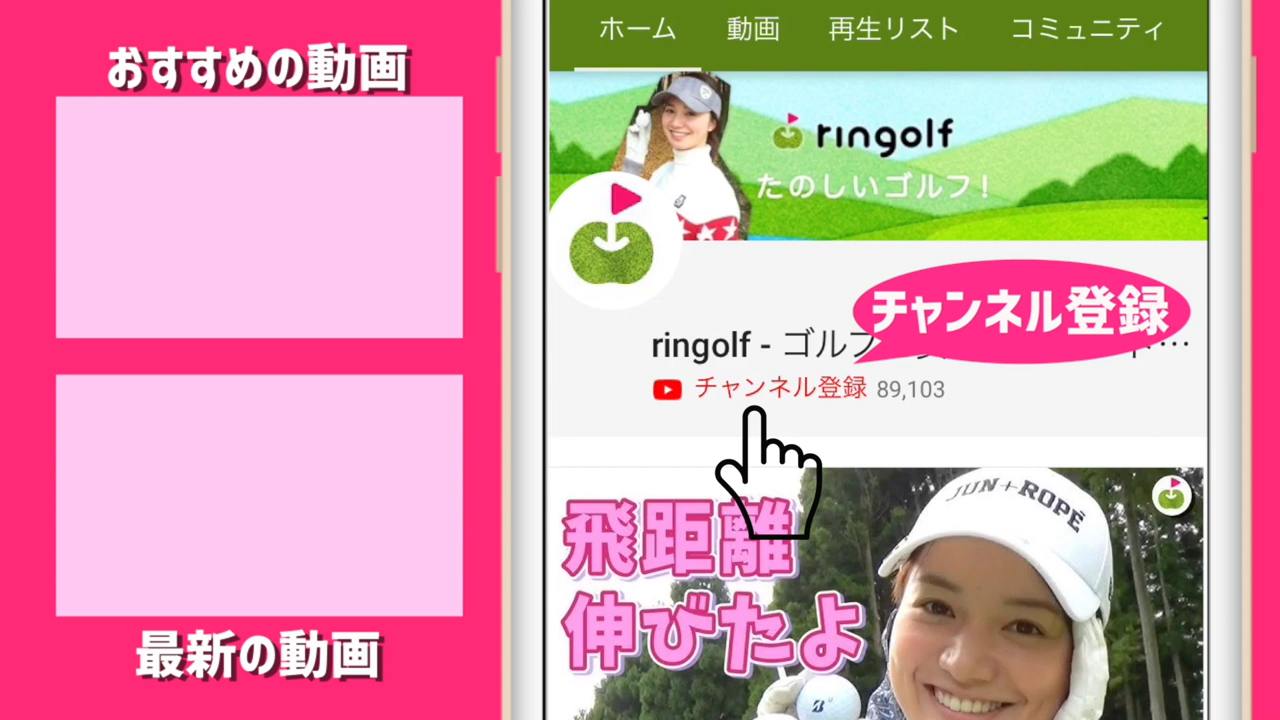 おすすめの動画
最新の動画
ホーム 動画 再生リスト コミュニティ
ringolf
たのしいゴルフ!
チャンネル登録
ringolf - ゴルフ
チャンネル登録 89,103
JUN+ROPÉ
飛距離
伸びたよ
B